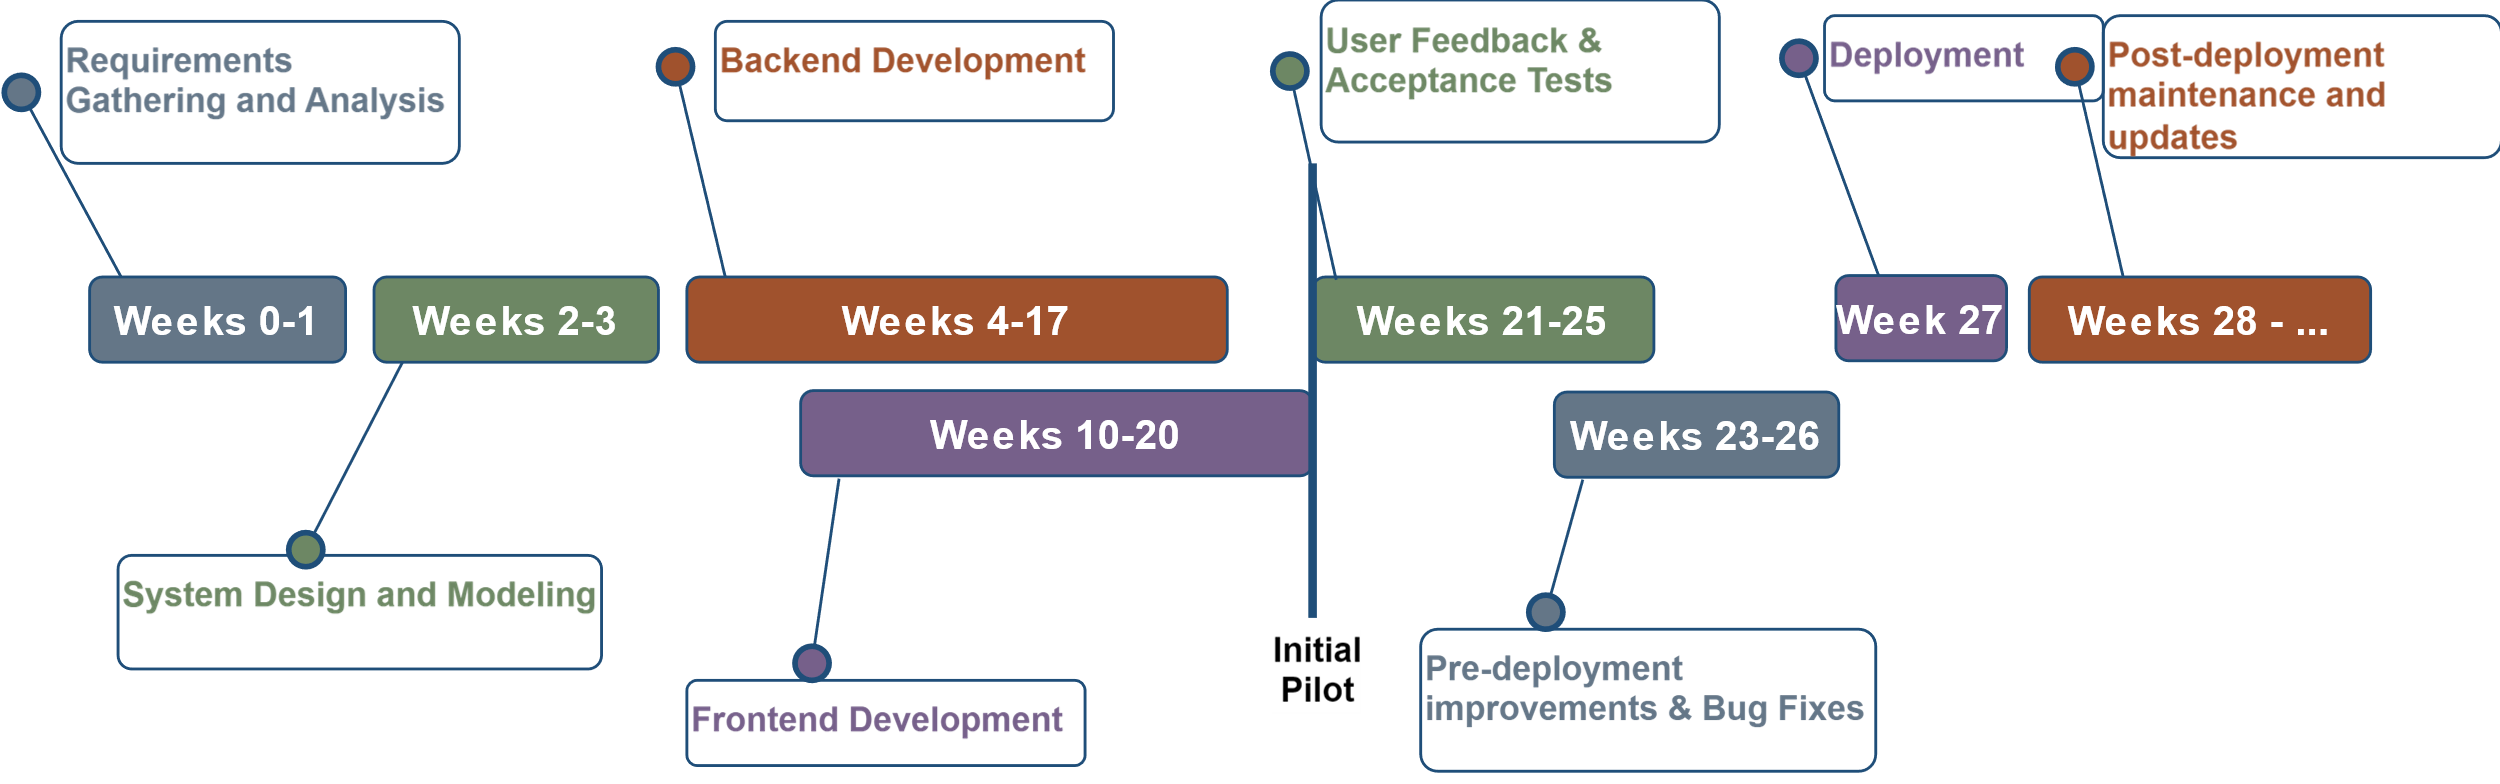 Requirements
Gathering and Analysis
Backend Development
User Feedback &
Acceptance Tests
Deployment
Post-deployment
maintenance and
updates
Weeks 0-1
Weeks 2-3
Weeks 4-17
Weeks 21-25
Week 27
Weeks 28 - ...
Weeks 10-20
Weeks 23-26
System Design and Modeling
Frontend Development
Initial
Pilot
Pre-deployment
improvements & Bug Fixes